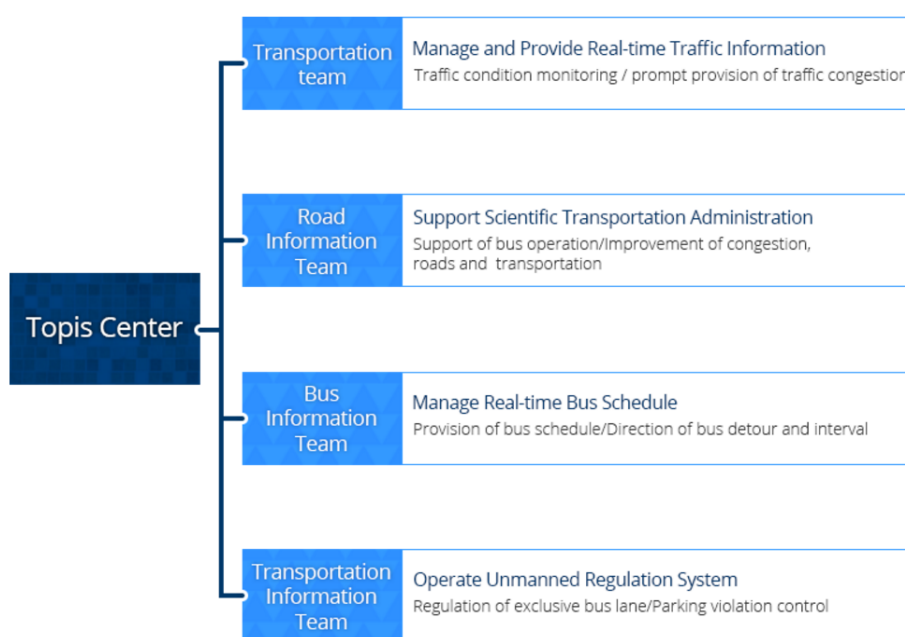 Transportation
team
Manage and Provide Real-time Traffic Information
Traffic condition monitoring / prompt provision of traffic congestion
Road
Information
Team
Support Scientific Transportation Administration
Support of bus operation/Improvement of congestion,
roads and transportation
Topis Center
Bus
Information
Team
Manage Real-time Bus Schedule
Provision of bus schedule/Direction of bus detour and interval
Transportation
Information
Team
Operate Unmanned Regulation System
Regulation of exclusive bus lane/Parking violation control